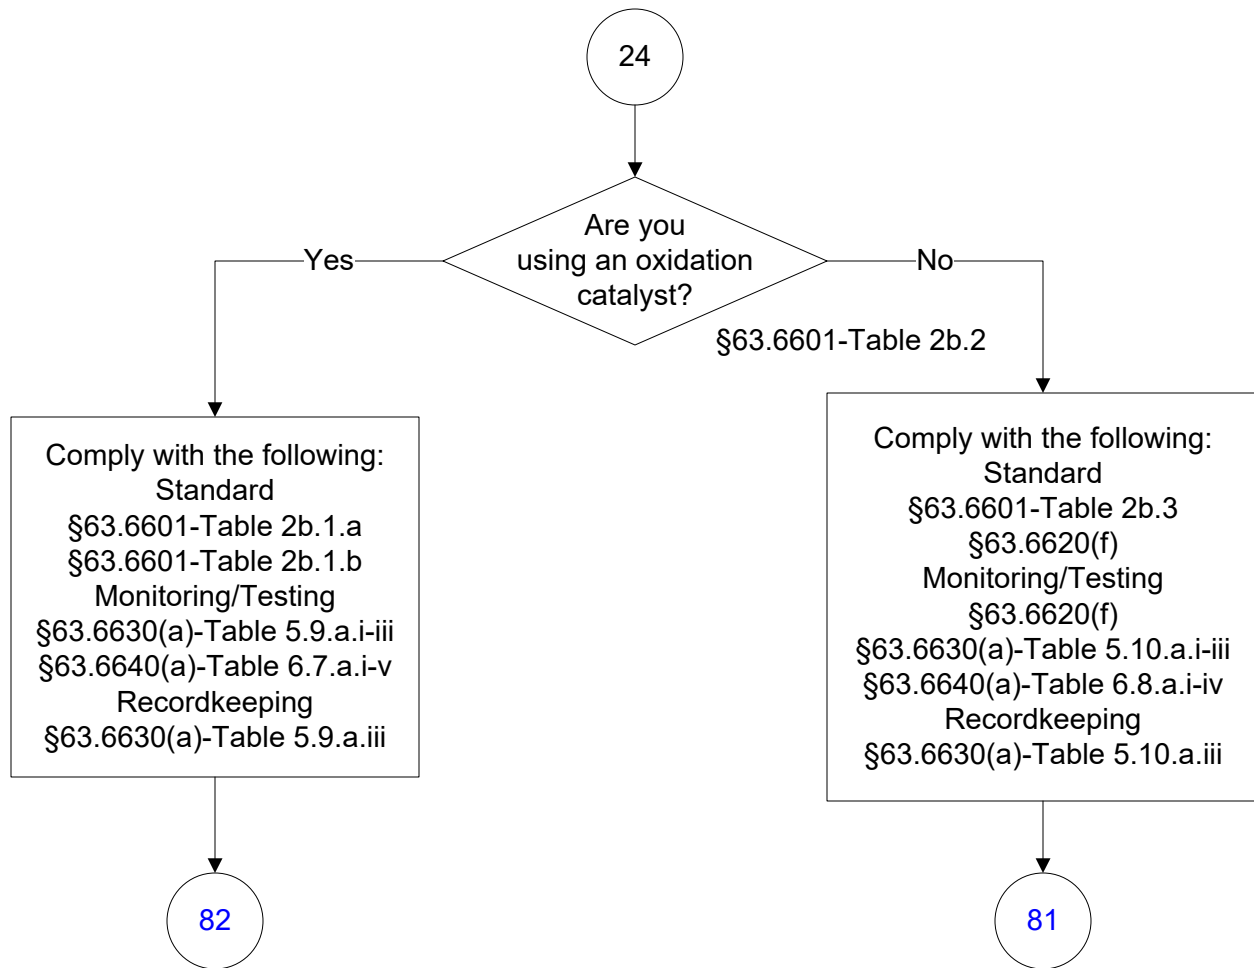 24
Are you
using an oxidation
catalyst?
Yes
No
§63.6601-Table 2b.2
Comply with the following:
Standard
§63.6601-Table 2b.1.a
§63.6601-Table 2b.1.b
Monitoring/Testing
§63.6630(a)-Table 5.9.a.i-iii
§63.6640(a)-Table 6.7.a.i-v
Recordkeeping
§63.6630(a)-Table 5.9.a.iii
Comply with the following:
Standard
§63.6601-Table 2b.3
§63.6620(f)
Monitoring/Testing
§63.6620(f)
§63.6630(a)-Table 5.10.a.i-iii
§63.6640(a)-Table 6.8.a.i-iv
Recordkeeping
§63.6630(a)-Table 5.10.a.iii
82
81